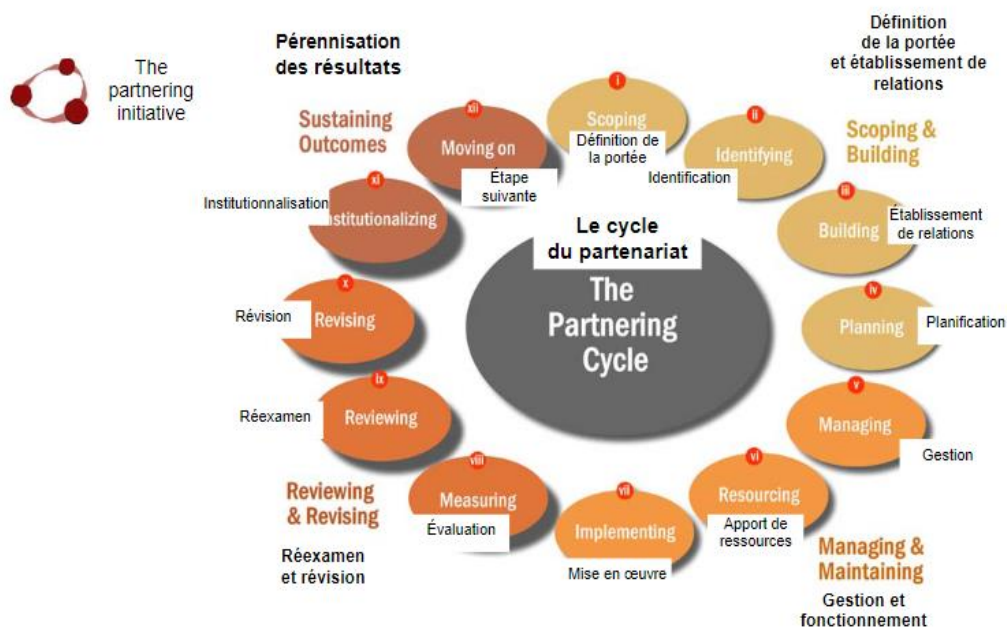 The
partnering
initiative
Pérennisation
des résultats
Sustaining
Outcomes
Définition
de la portée
et établissement de
relations
Scoping &
Building
Le cycle
du partenariat
The
Partnering
Cycle
i
Scoping
Définition de
la portée
ii
Identifying
Identification
iii
Building
Établissement
de relations
iv
Planning
Planification
v
Managing
Gestion
vi
Resourcing
Apport de
ressources
vii
Implementing
Mise en œuvre
viii
Measuring
Évaluation
ix
Reviewing
Réexamen
x
Revising
Révision
xi
Institutionalizing
Institutionnalisation
xii
Moving on
Étape
suivante
Reviewing
& Revising
Réexamen
et révision
Managing &
Maintaining
Gestion et
fonctionnement